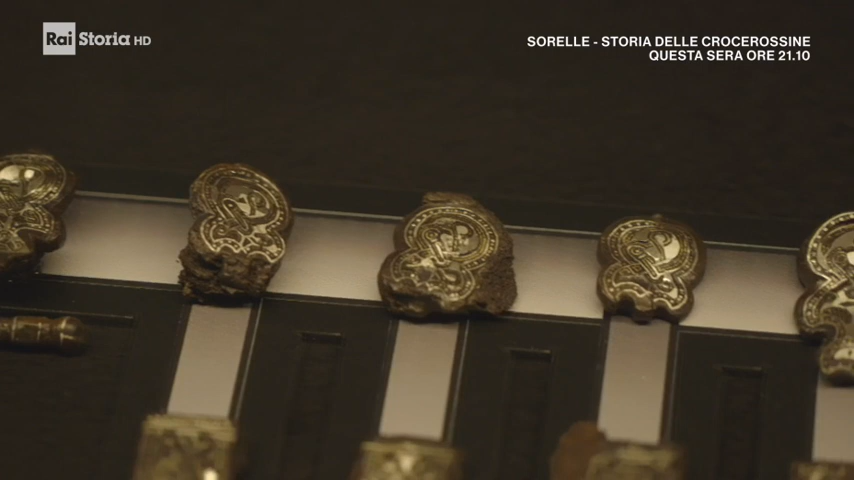 Rai Storia HD
SORELLE - STORIA DELLE CROCEROSSINE
QUESTA SERA ORE 21.10